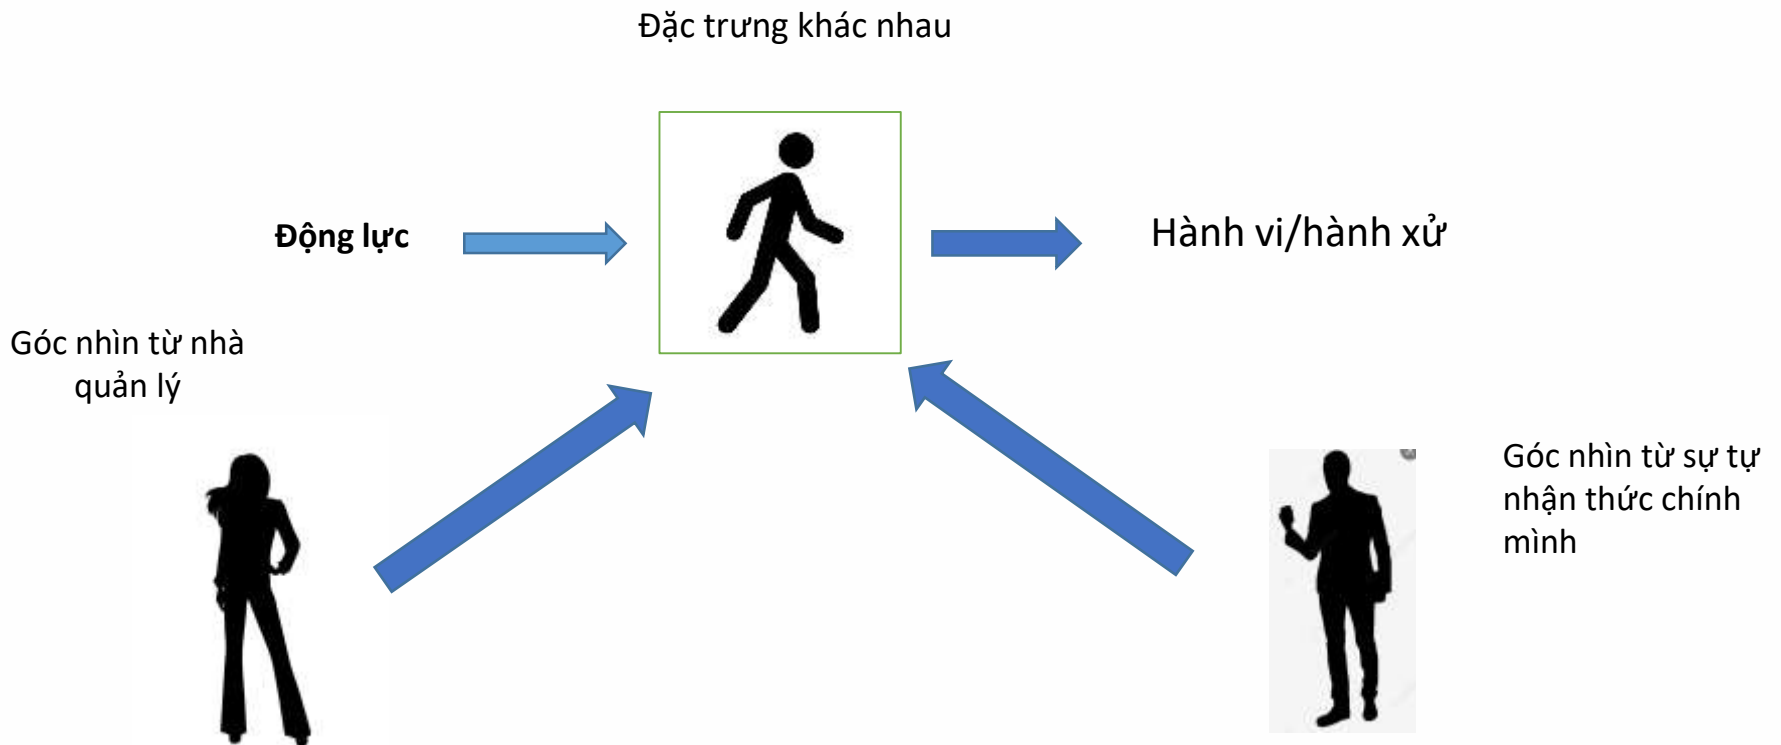 Đặc trưng khác nhau
Động lực
Hành vi/hành xử
Góc nhìn từ nhà
quản lý
Góc nhìn từ sự tự
nhận thức chính
mình